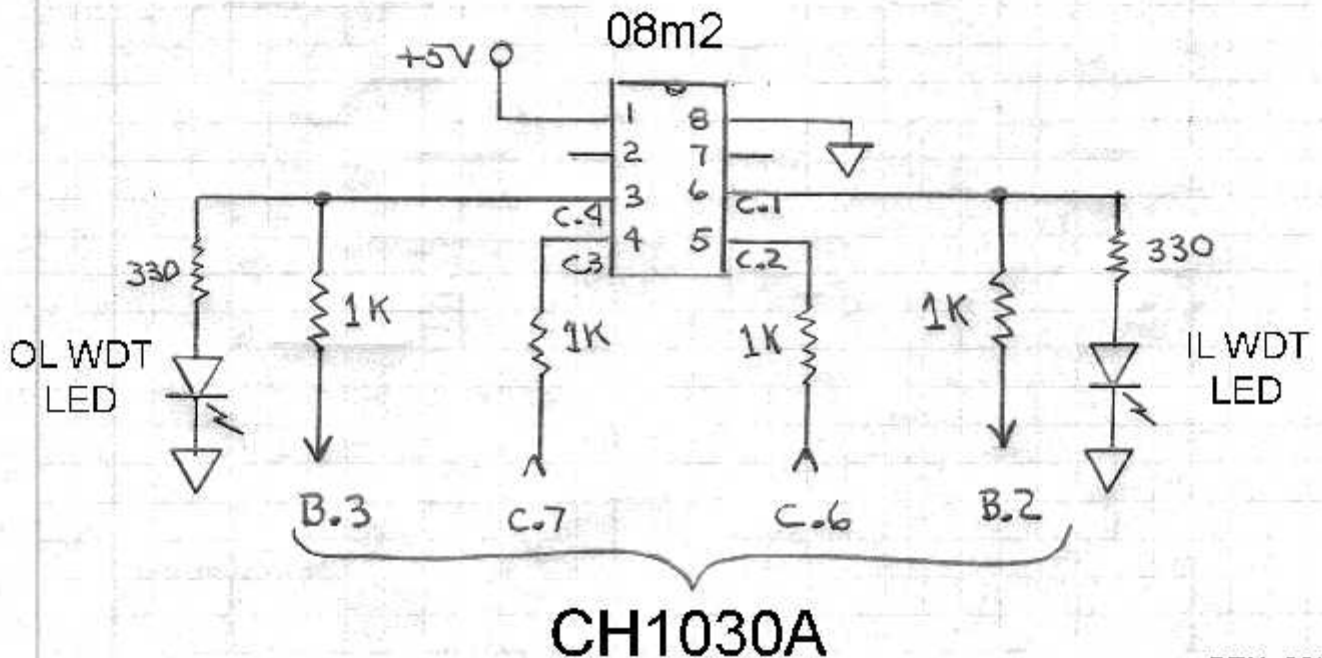 08m2
+5V
1 8
2 7
3 6
4 5
C.4 C.1
C3 C.2
330
1K
1K
1K
1K
330
OL WDT
LED
IL WDT
LED
B.3
C.7
C.6
B.2
CH1030A